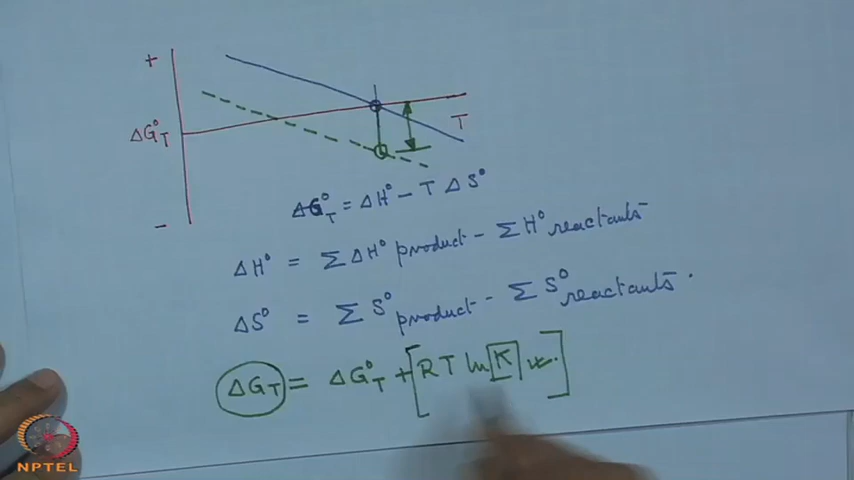 +
ΔG°T
T
-
ΔG°T = ΔH° - T ΔS°
ΔH° = Σ ΔH° product - Σ H° reactants
ΔS° = Σ S° product - Σ S° reactants.
ΔGT = ΔG°T + [RT ln K]
NPTEL